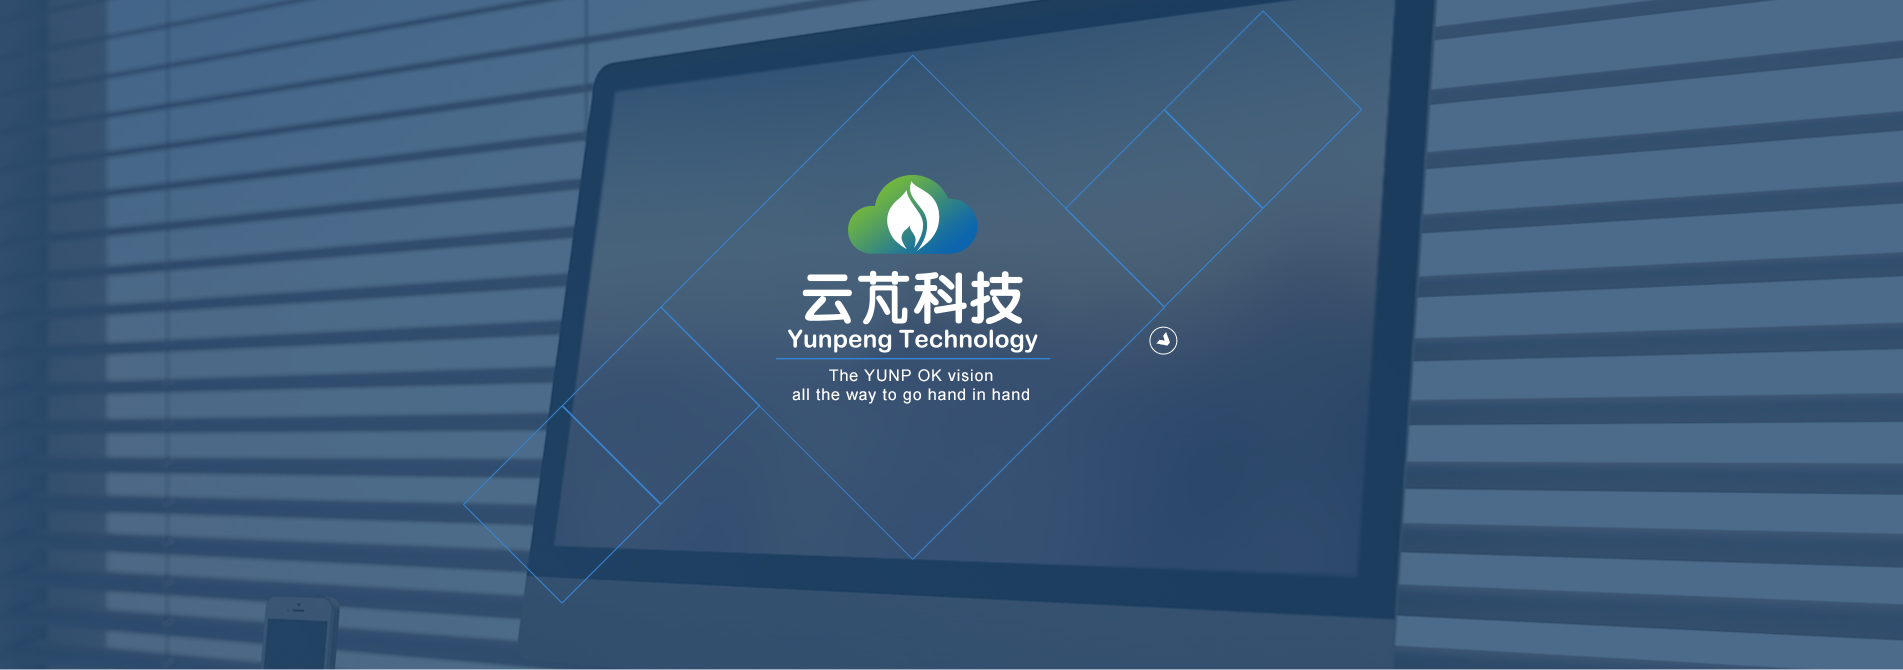 云芃科技
Yunpeng Technology
The YUNP OK vision
all the way to go hand in hand